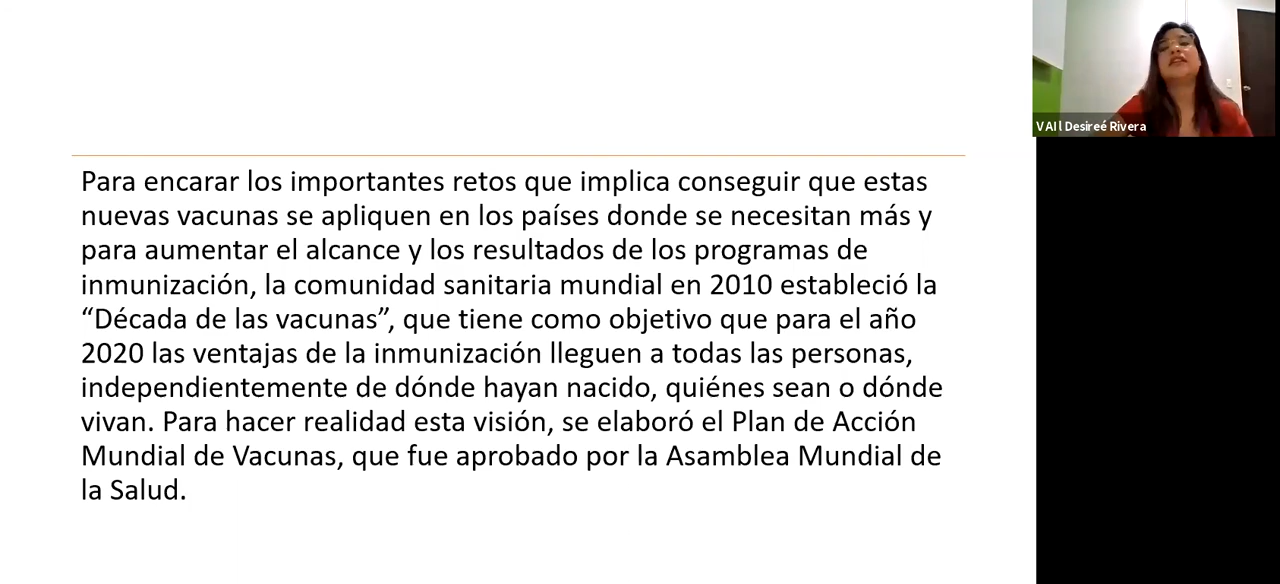 Para encarar los importantes retos que implica conseguir que estas
nuevas vacunas se apliquen en los países donde se necesitan más y
para aumentar el alcance y los resultados de los programas de
inmunización, la comunidad sanitaria mundial en 2010 estableció la
“Década de las vacunas”, que tiene como objetivo que para el año
2020 las ventajas de la inmunización lleguen a todas las personas,
independientemente de dónde hayan nacido, quiénes sean o dónde
vivan. Para hacer realidad esta visión, se elaboró el Plan de Acción
Mundial de Vacunas, que fue aprobado por la Asamblea Mundial de
la Salud.
Desireé Rivera